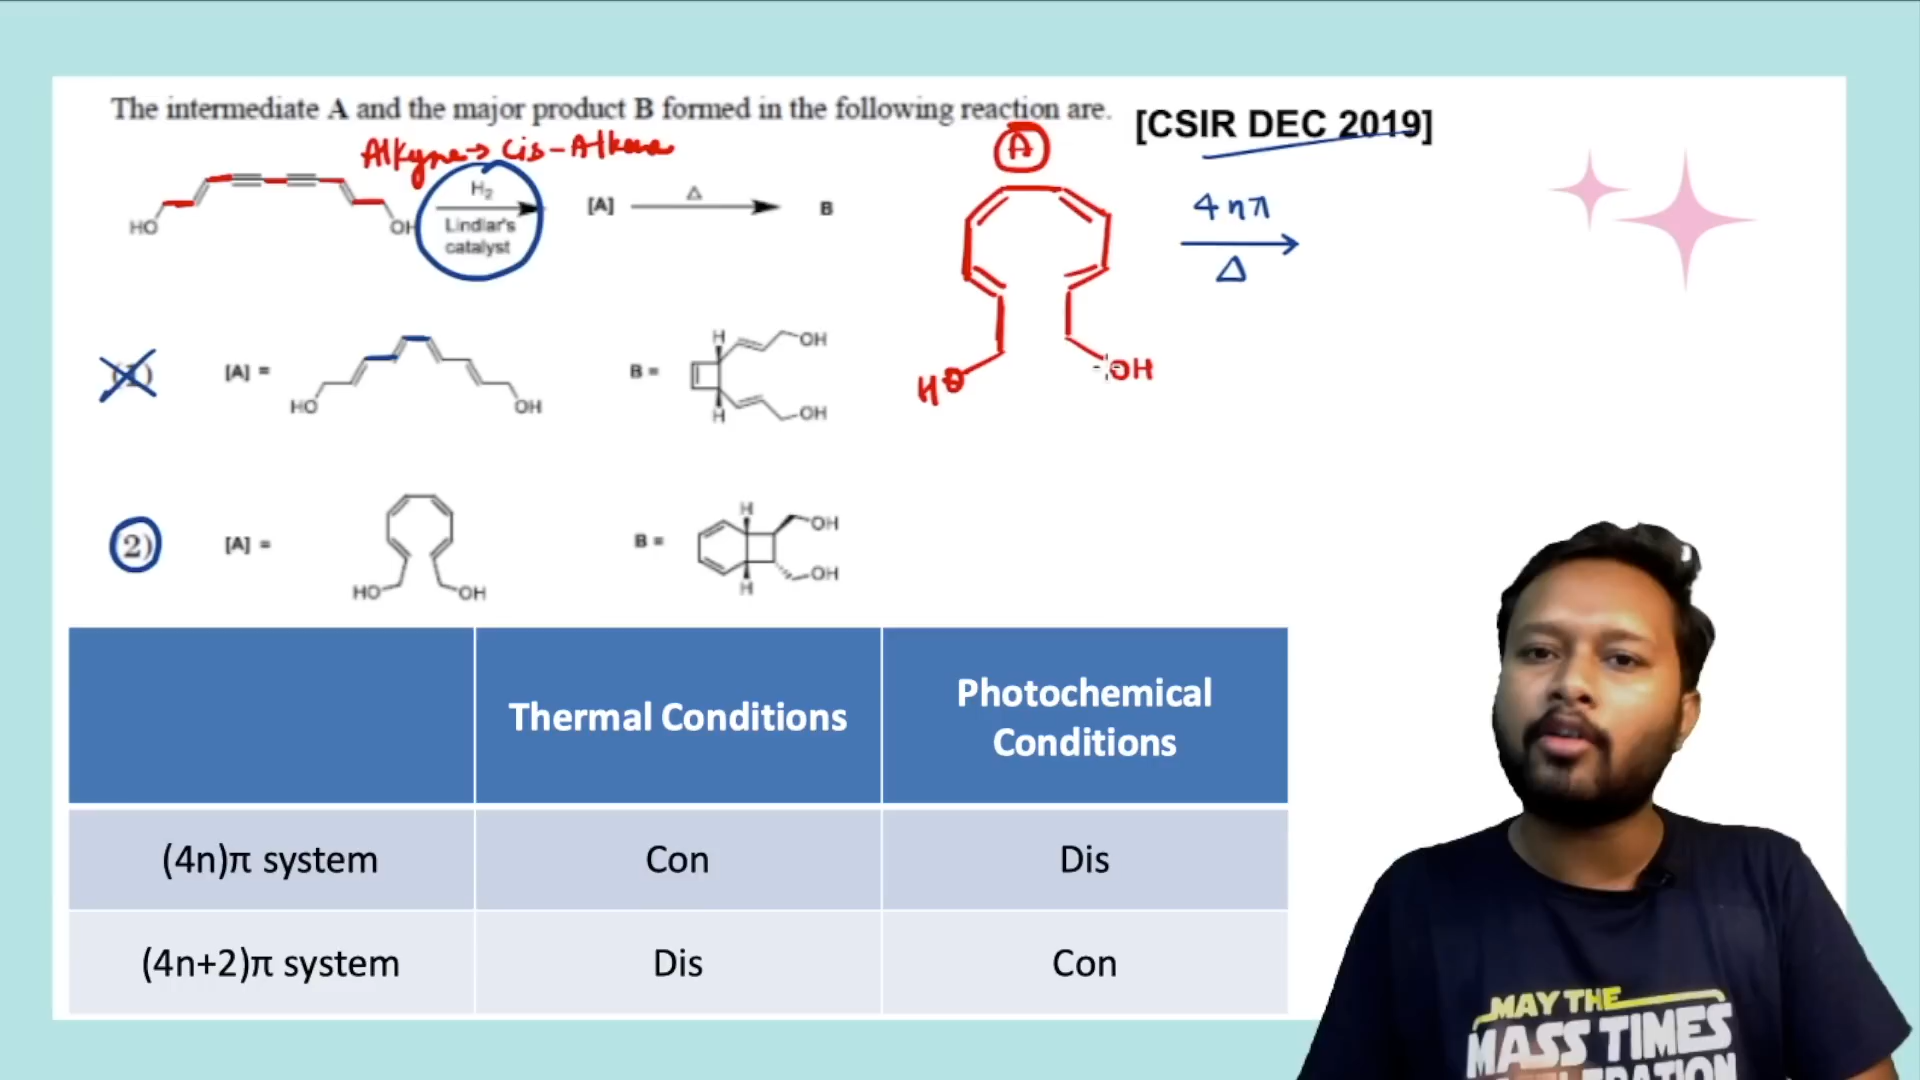 The intermediate A and the major product B formed in the following reaction are.
[CSIR DEC 2019]
Alkyne → Cis-Alkene
A
HO
OH
H₂
Lindlar's
catalyst
[A]
Δ
B
4nπ
Δ
HO
OH
(1)
[A] =
HO
OH
B =
H
OH
H
OH
2)
[A] =
HO
OH
B =
H
OH
H
OH
Thermal Conditions
Photochemical
Conditions
(4n)π system
Con
Dis
(4n+2)π system
Dis
Con
MAY THE
MASS TIMES